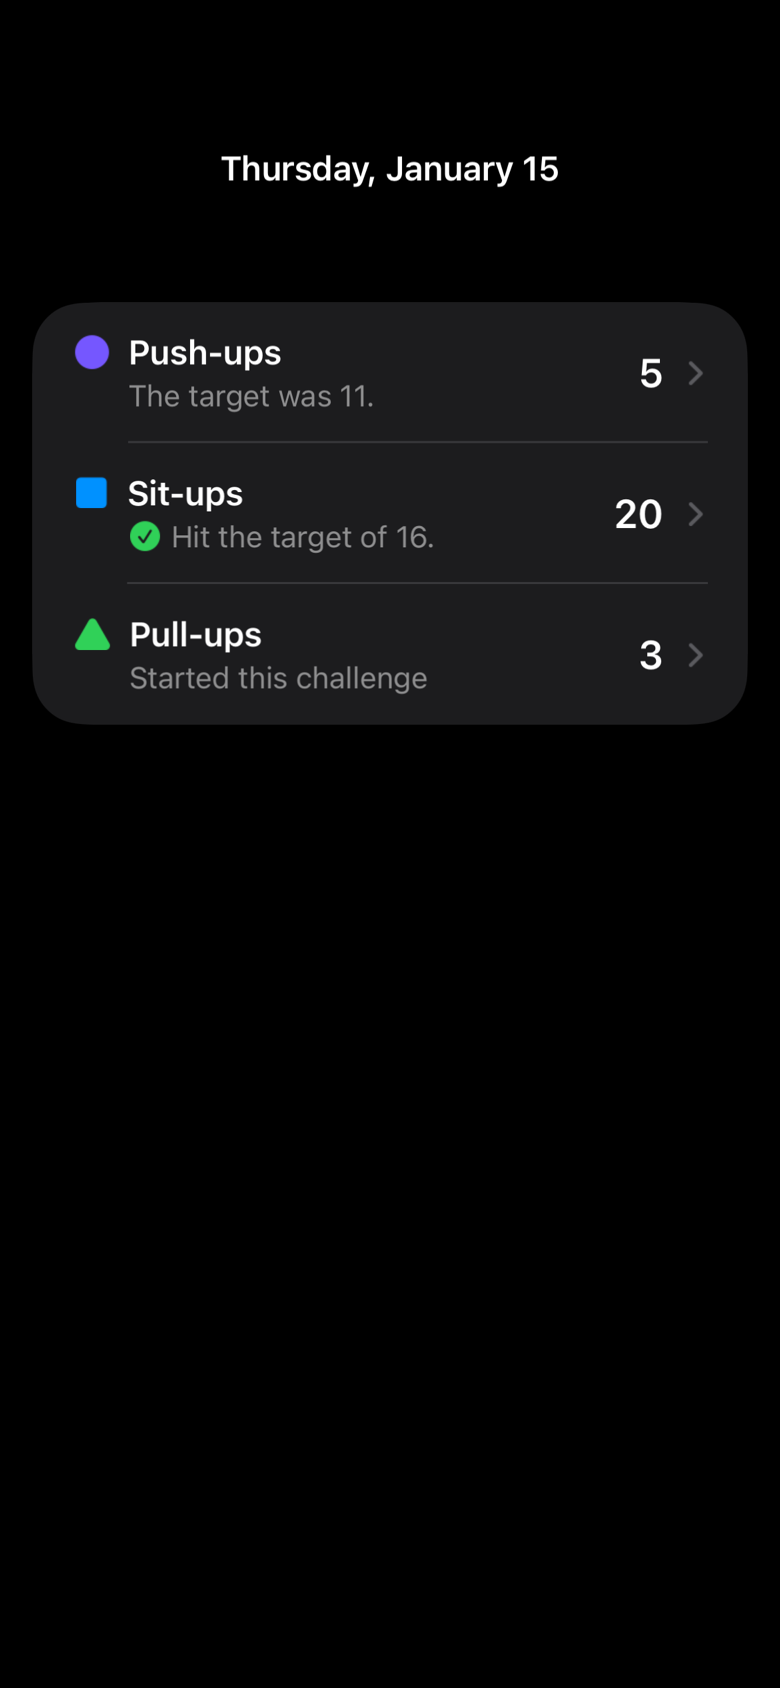 Thursday, January 15
Push-ups
The target was 11.
5
Sit-ups
Hit the target of 16.
20
Pull-ups
Started this challenge
3